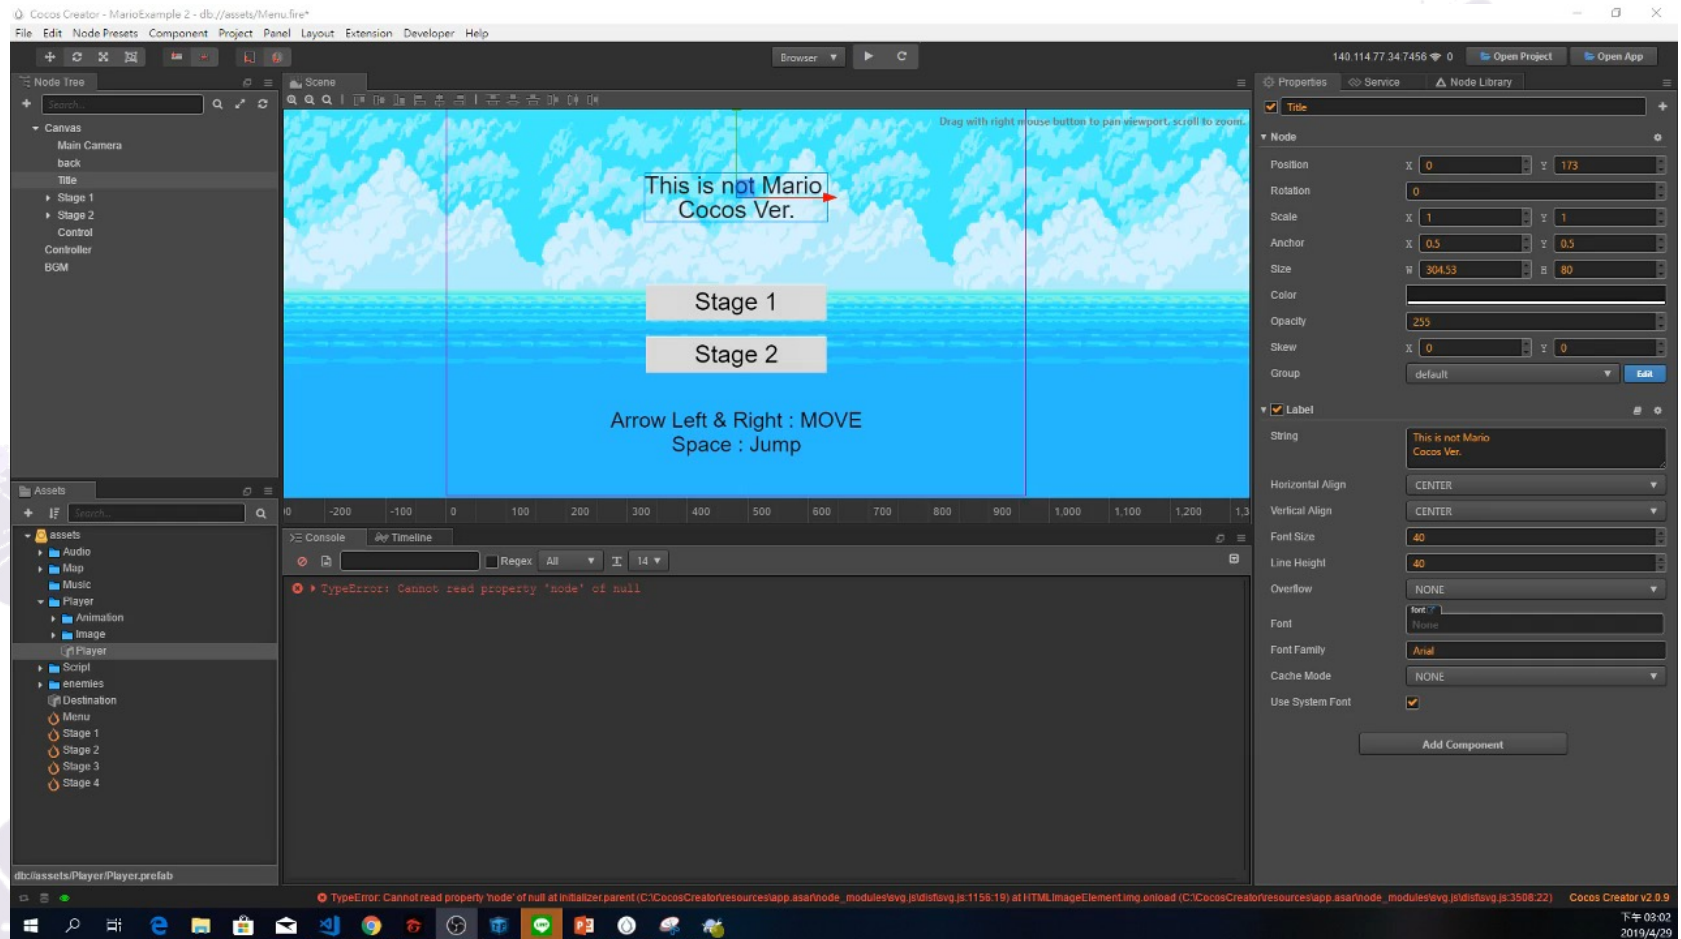 Cocos Creator - MarioExample 2 - db://assets/Menu.fire*
File Edit Node Presets Component Project Panel Layout Extension Developer Help
Browser
140.114.77.34:7456 0
Open Project
Open App
Node Tree
Search...
Canvas
Main Camera
back
Title
Stage 1
Stage 2
Control
Controller
BGM
Scene
Drag with right mouse button to pan viewport, scroll to zoom.
This is not Mario
Cocos Ver.
Stage 1
Stage 2
Arrow Left & Right : MOVE
Space : Jump
-200 -100 0 100 200 300 400 500 600 700 800 900 1,000 1,100 1,200 1,3
Assets
Search...
assets
Audio
Map
Music
Player
Animation
Image
Player
Script
enemies
Destination
Menu
Stage 1
Stage 2
Stage 3
Stage 4
db://assets/Player/Player.prefab
Console Timeline
Regex All 14
TypeError: Cannot read property 'node' of null
Properties Service Node Library
Title
Node
Position X 0 Y 173
Rotation 0
Scale X 1 Y 1
Anchor X 0.5 Y 0.5
Size W 304.53 H 80
Color
Opacity 255
Skew X 0 Y 0
Group default Edit
Label
String This is not Mario
Cocos Ver.
Horizontal Align CENTER
Vertical Align CENTER
Font Size 40
Line Height 40
Overflow NONE
font
Font None
Font Family Arial
Cache Mode NONE
Use System Font
Add Component
TypeError: Cannot read property 'node' of null at Initializer.parent (C:\CocosCreator\resources\app.asar\node_modules\svg.js\dist\svg.js:1156:19) at HTMLImageElement.img.onload (C:\CocosCreator\resources\app.asar\node_modules\svg.js\dist\svg.js:3508:22)
Cocos Creator v2.0.9
下午 03:02
2019/4/29